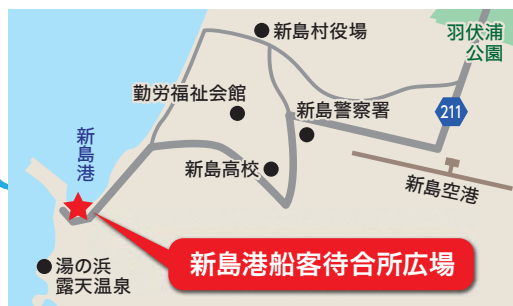 新島村役場
羽伏浦
公園
勤労福祉会館
新島警察署
211
新島港
新島高校
新島空港
新島港船客待合所広場
湯の浜
露天温泉